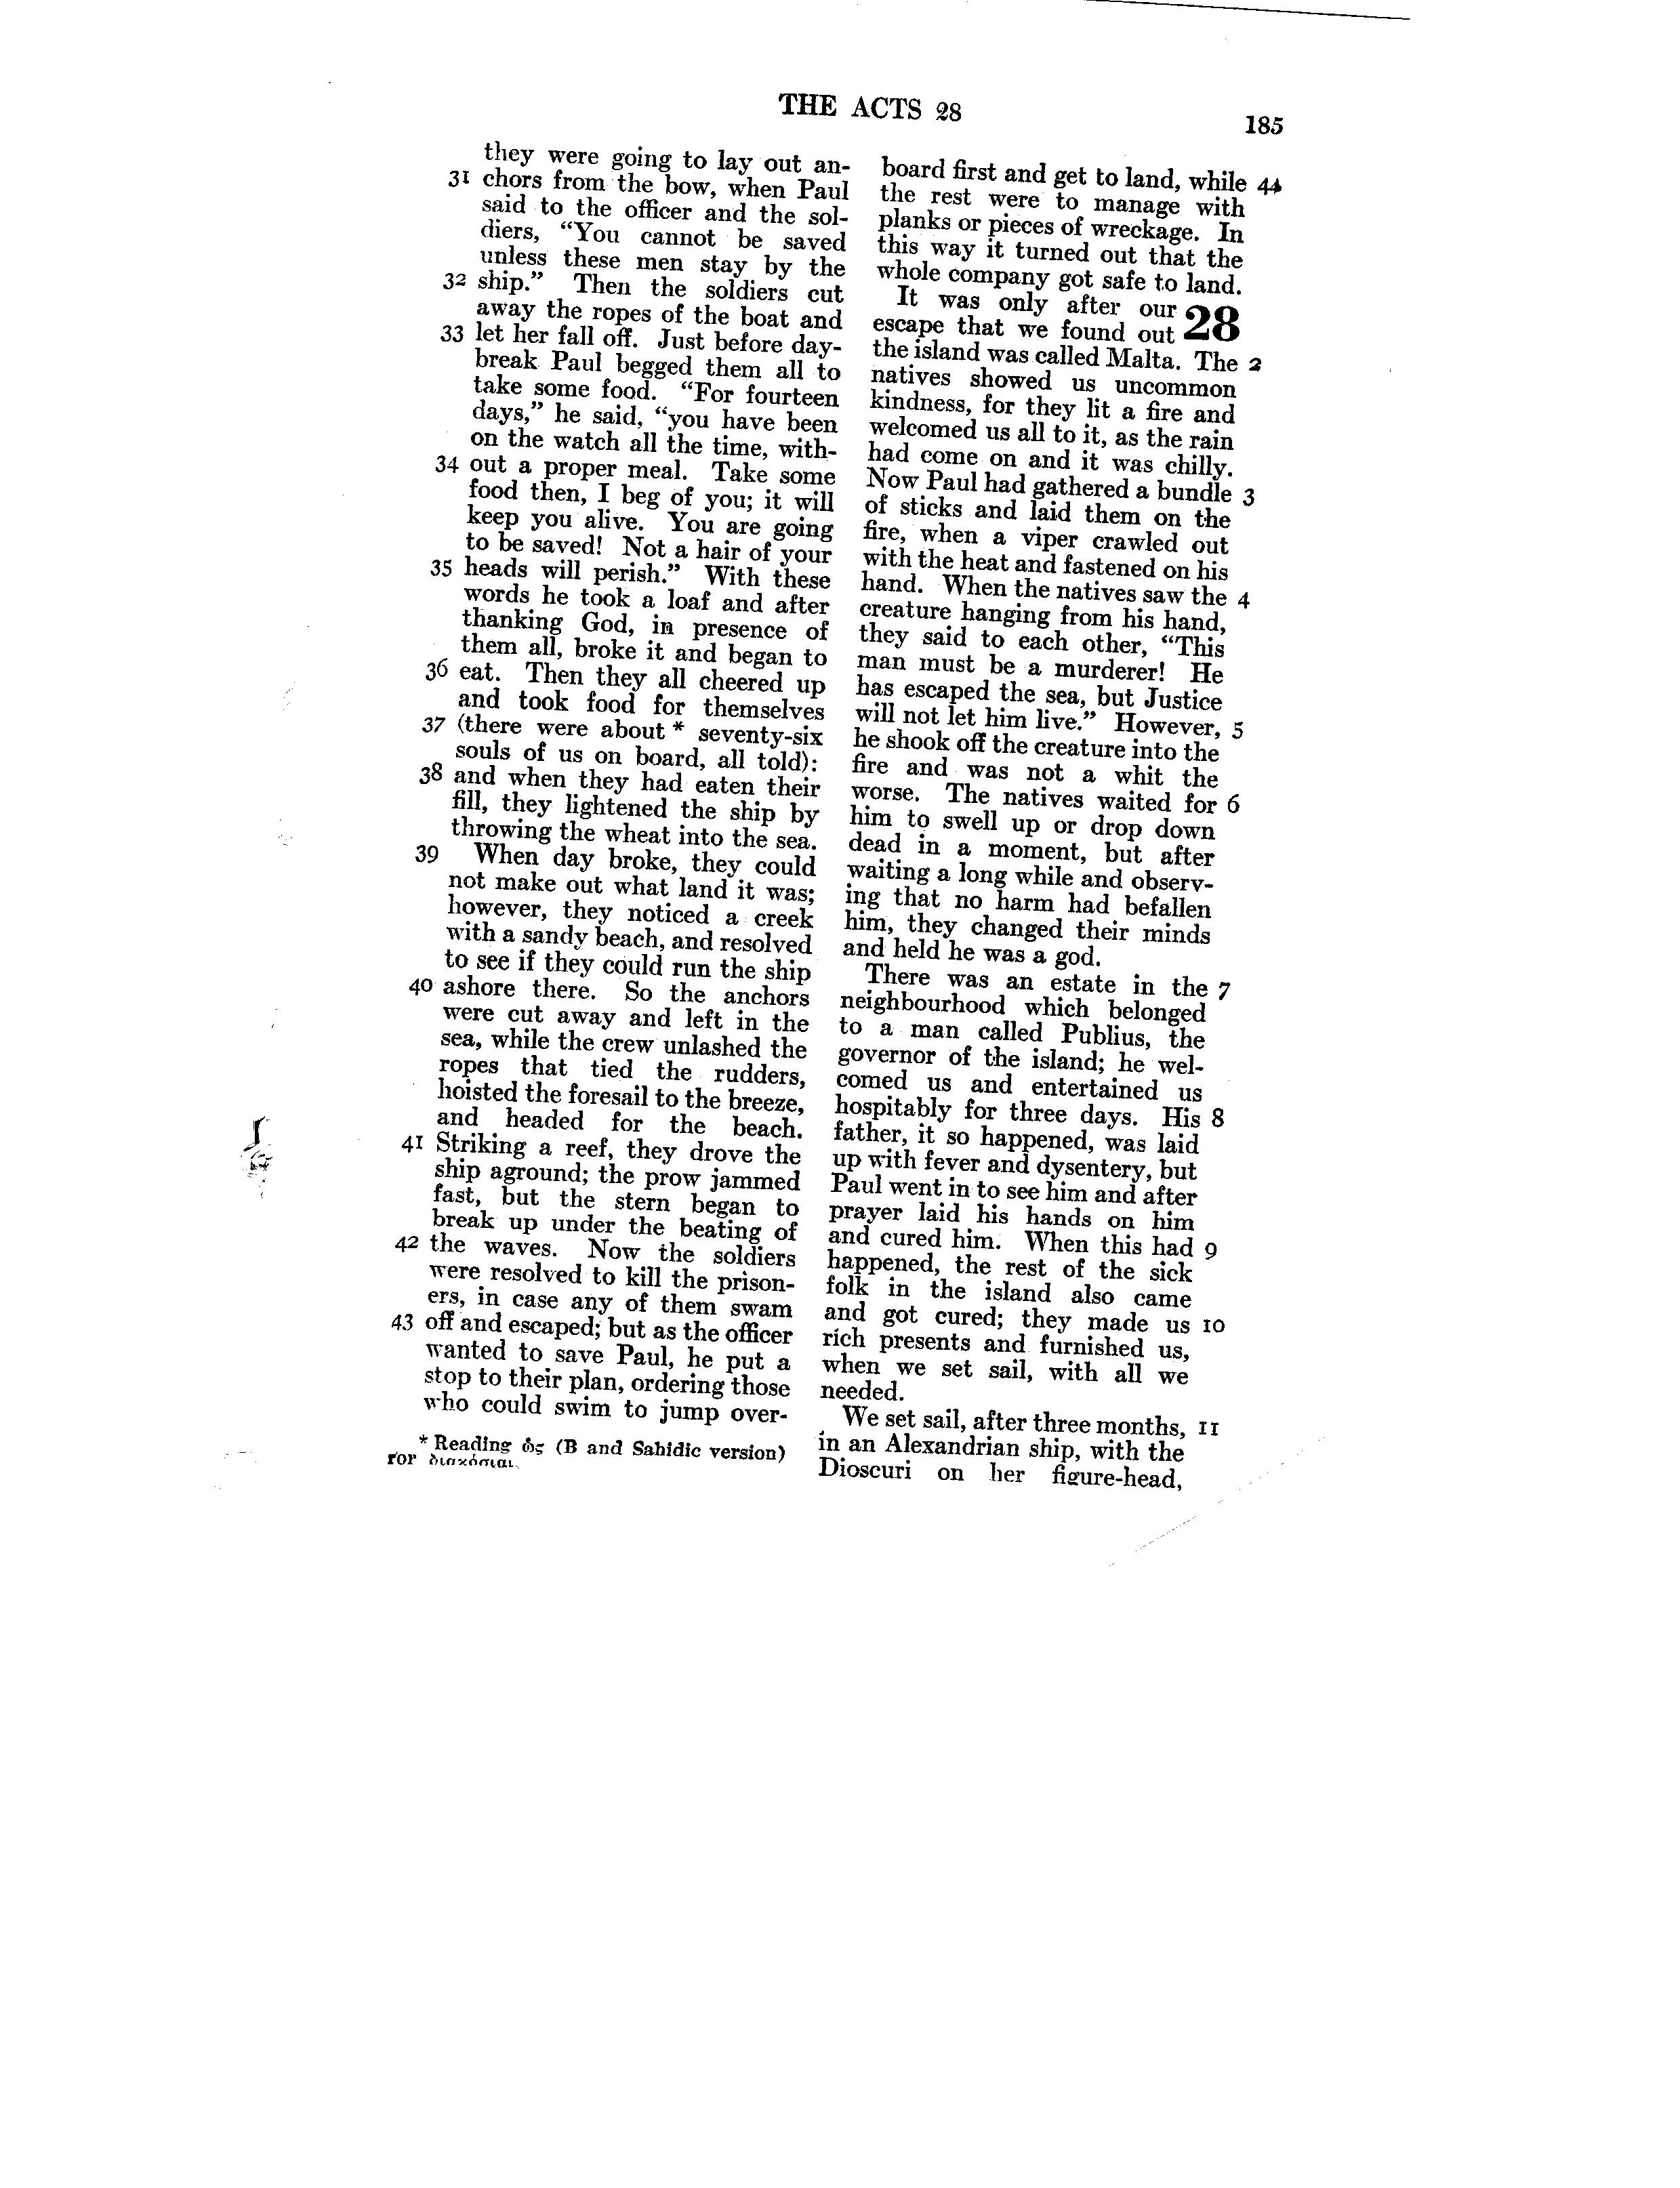 THE ACTS 28
185
they were going to lay out an-
31 chors from the bow, when Paul
said to the officer and the sol-
diers, “You cannot be saved
unless these men stay by the
32 ship.” Then the soldiers cut
away the ropes of the boat and
33 let her fall off. Just before day-
break Paul begged them all to
take some food. “For fourteen
days,” he said, “you have been
on the watch all the time, with-
34 out a proper meal. Take some
food then, I beg of you; it will
keep you alive. You are going
to be saved! Not a hair of your
35 heads will perish.” With these
words he took a loaf and after
thanking God, in presence of
them all, broke it and began to
36 eat. Then they all cheered up
and took food for themselves
37 (there were about * seventy-six
souls of us on board, all told):
38 and when they had eaten their
fill, they lightened the ship by
throwing the wheat into the sea.
39 When day broke, they could
not make out what land it was;
however, they noticed a creek
with a sandy beach, and resolved
to see if they could run the ship
40 ashore there. So the anchors
were cut away and left in the
sea, while the crew unlashed the
ropes that tied the rudders,
hoisted the foresail to the breeze,
and headed for the beach.
41 Striking a reef, they drove the
ship aground; the prow jammed
fast, but the stern began to
break up under the beating of
42 the waves. Now the soldiers
were resolved to kill the prison-
ers, in case any of them swam
43 off and escaped; but as the officer
wanted to save Paul, he put a
stop to their plan, ordering those
who could swim to jump over-
* Reading ὡς (B and Sahidic version)
for διακόσιαι.
board first and get to land, while 44
the rest were to manage with
planks or pieces of wreckage. In
this way it turned out that the
whole company got safe to land.
It was only after our 28
escape that we found out
the island was called Malta. The 2
natives showed us uncommon
kindness, for they lit a fire and
welcomed us all to it, as the rain
had come on and it was chilly.
Now Paul had gathered a bundle 3
of sticks and laid them on the
fire, when a viper crawled out
with the heat and fastened on his
hand. When the natives saw the 4
creature hanging from his hand,
they said to each other, “This
man must be a murderer! He
has escaped the sea, but Justice
will not let him live.” However, 5
he shook off the creature into the
fire and was not a whit the
worse. The natives waited for 6
him to swell up or drop down
dead in a moment, but after
waiting a long while and observ-
ing that no harm had befallen
him, they changed their minds
and held he was a god.
There was an estate in the 7
neighbourhood which belonged
to a man called Publius, the
governor of the island; he wel-
comed us and entertained us
hospitably for three days. His 8
father, it so happened, was laid
up with fever and dysentery, but
Paul went in to see him and after
prayer laid his hands on him
and cured him. When this had 9
happened, the rest of the sick
folk in the island also came
and got cured; they made us 10
rich presents and furnished us,
when we set sail, with all we
needed.
We set sail, after three months, 11
in an Alexandrian ship, with the
Dioscuri on her figure-head,